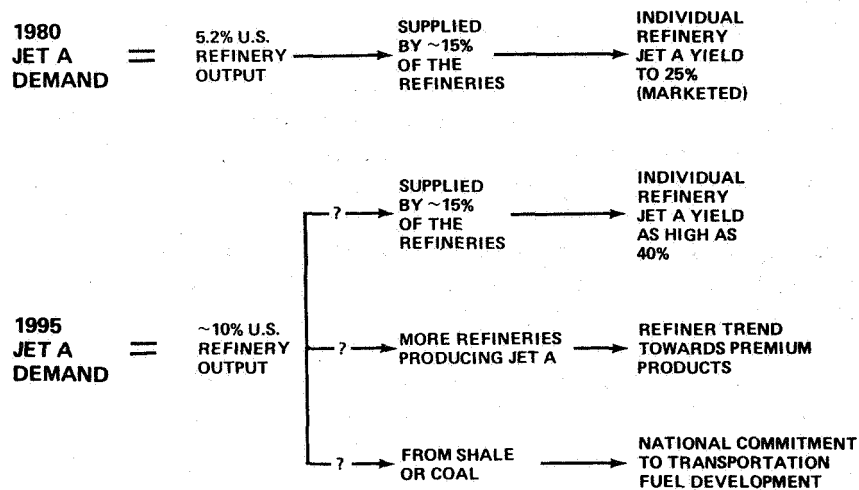 1980
JET A
DEMAND
=
5.2% U.S.
REFINERY
OUTPUT
SUPPLIED
BY ~15%
OF THE
REFINERIES
INDIVIDUAL
REFINERY
JET A YIELD
TO 25%
(MARKETED)
1995
JET A
DEMAND
=
~10% U.S.
REFINERY
OUTPUT
?
SUPPLIED
BY ~15%
OF THE
REFINERIES
INDIVIDUAL
REFINERY
JET A YIELD
AS HIGH AS
40%
?
MORE REFINERIES
PRODUCING JET A
REFINER TREND
TOWARDS PREMIUM
PRODUCTS
?
FROM SHALE
OR COAL
NATIONAL COMMITMENT
TO TRANSPORTATION
FUEL DEVELOPMENT